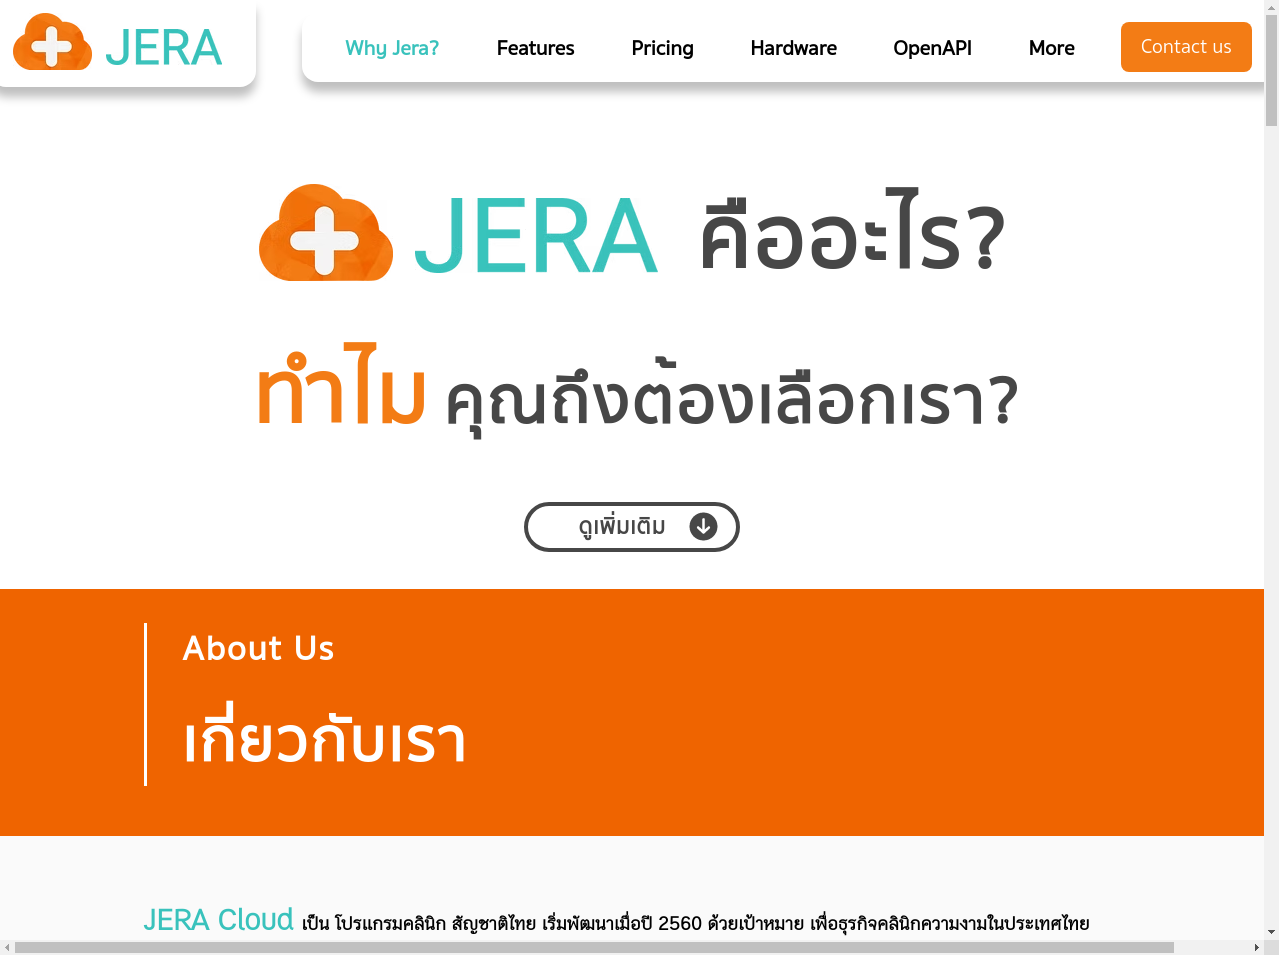 JERA
Why Jera? Features Pricing Hardware OpenAPI More Contact us
JERA คืออะไร?
ทำไม คุณถึงต้องเลือกเรา?
ดูเพิ่มเติม
About Us
เกี่ยวกับเรา
JERA Cloud เป็น โปรแกรมคลินิก สัญชาติไทย เริ่มพัฒนาเมื่อปี 2560 ด้วยเป้าหมาย เพื่อธุรกิจคลินิกความงามในประเทศไทย